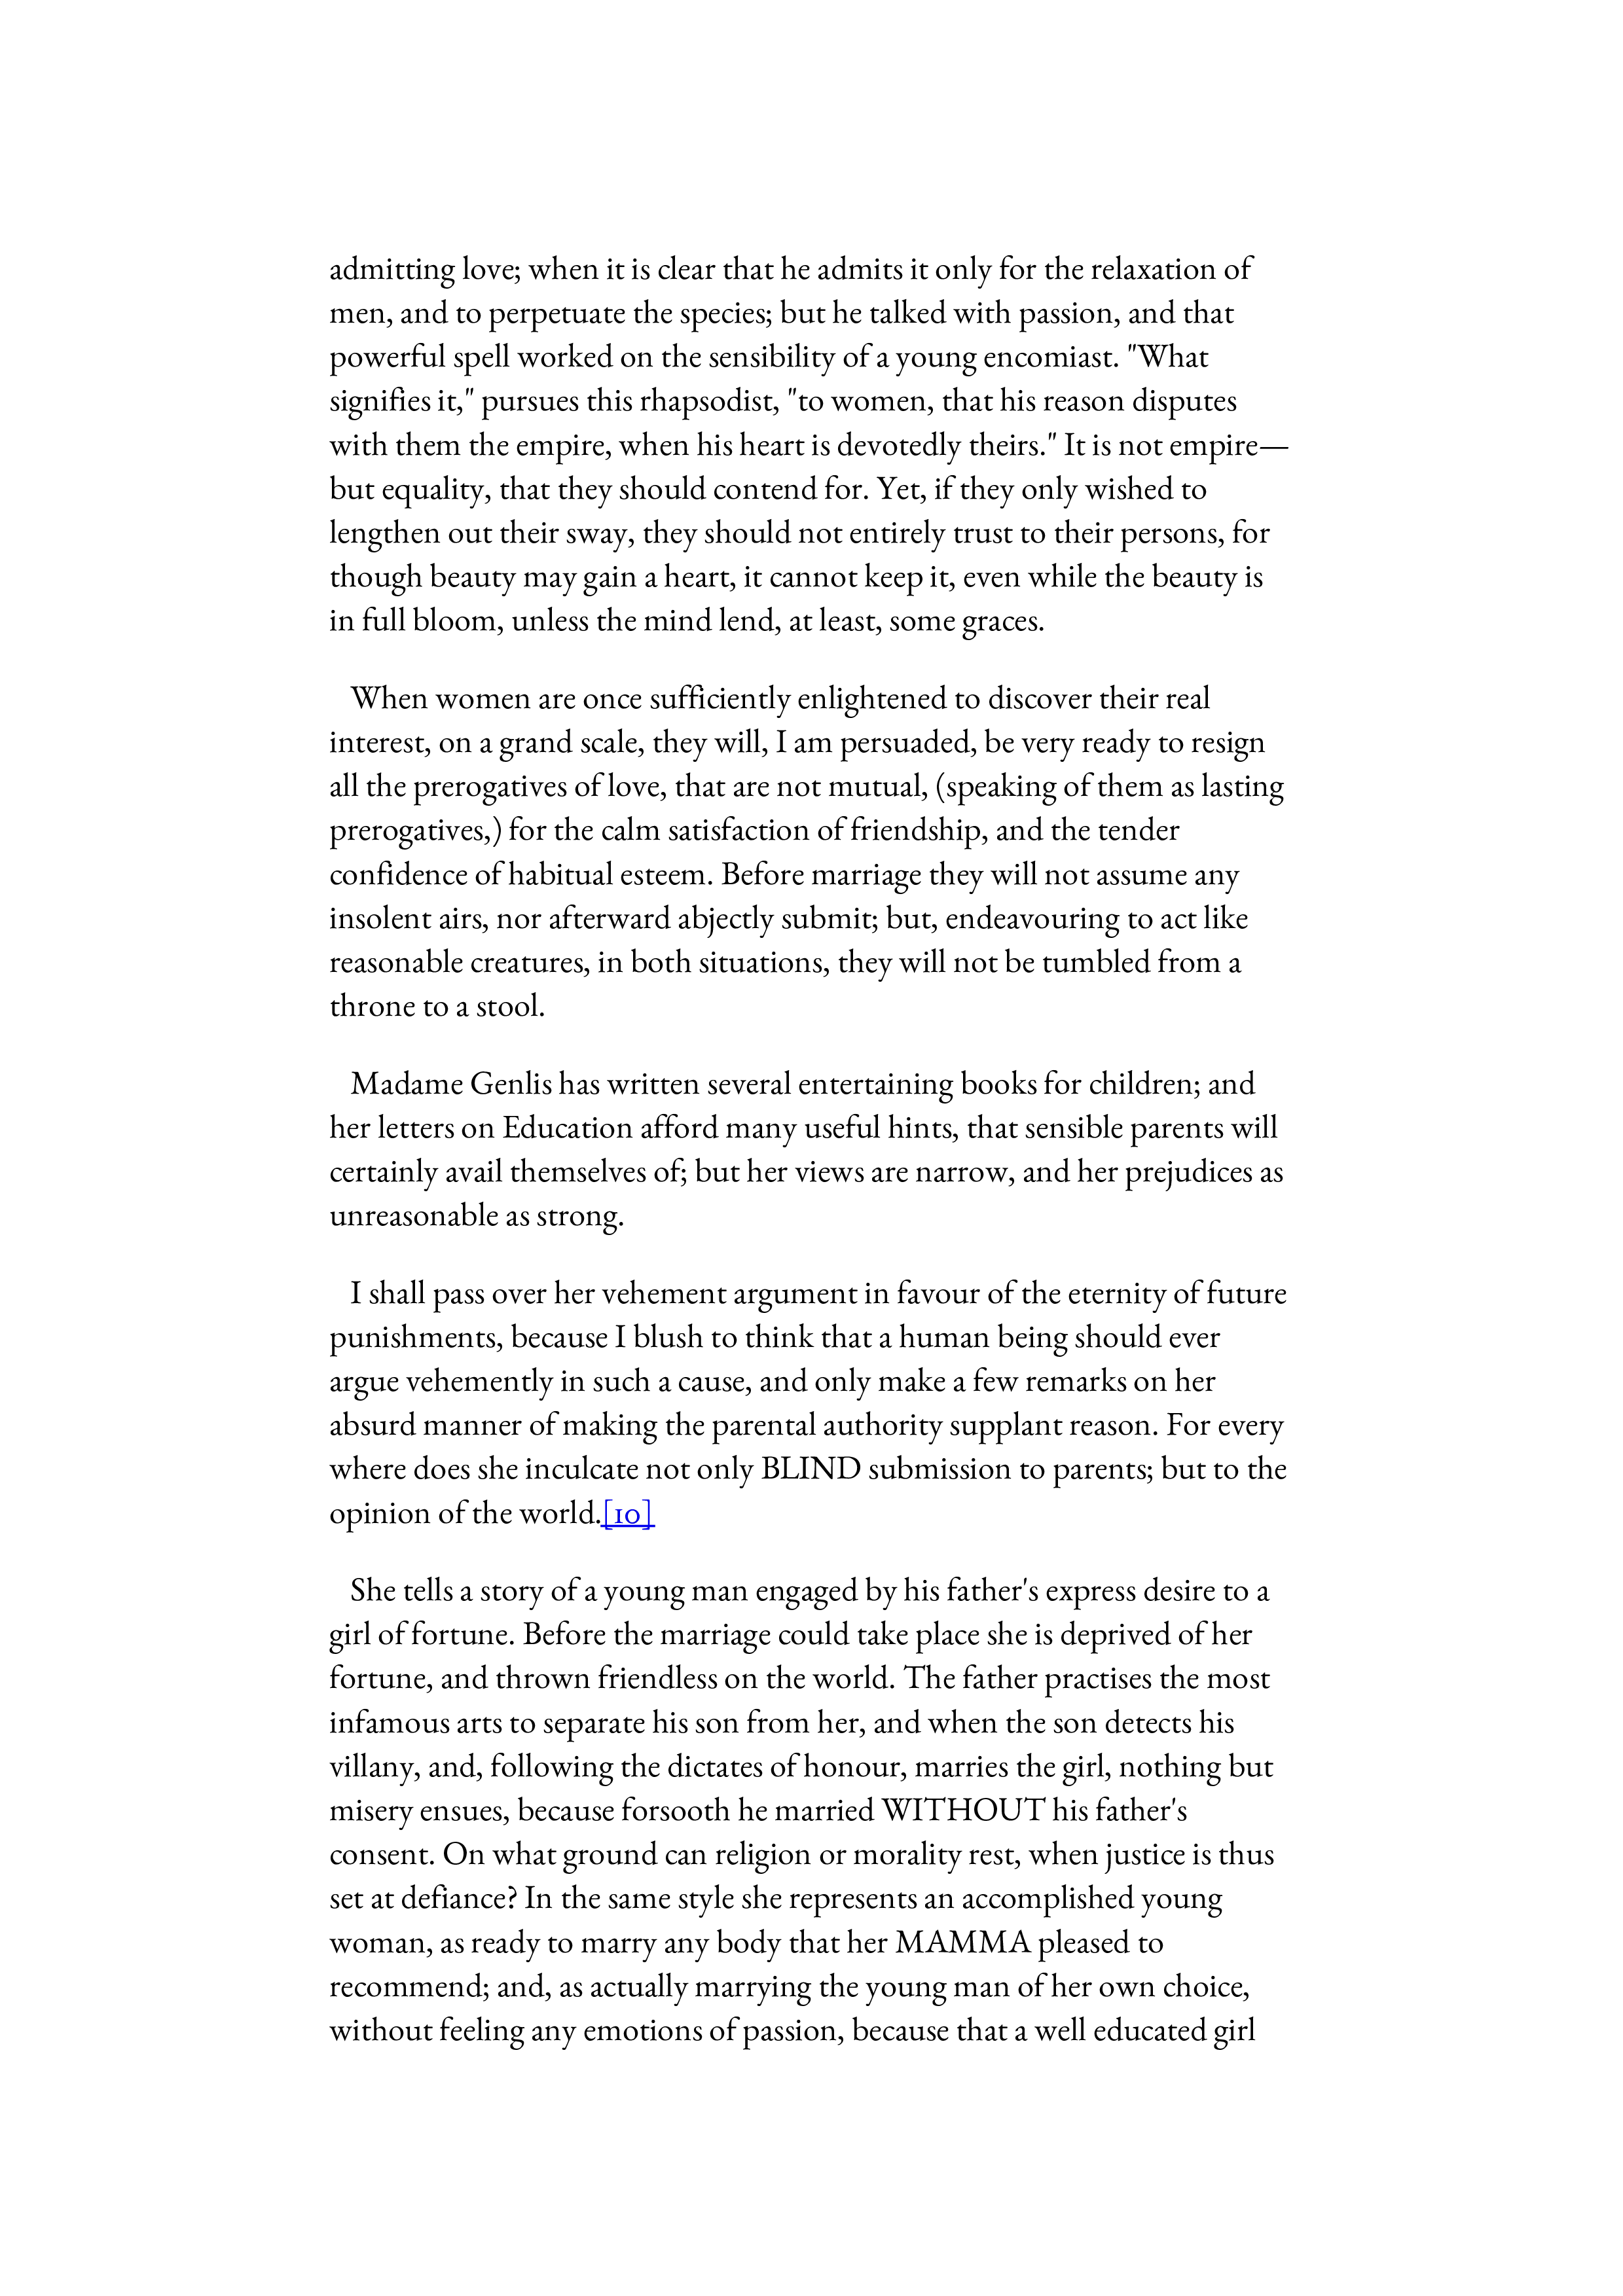 admitting love; when it is clear that he admits it only for the relaxation of
men, and to perpetuate the species; but he talked with passion, and that
powerful spell worked on the sensibility of a young encomiast. "What
signifies it," pursues this rhapsodist, "to women, that his reason disputes
with them the empire, when his heart is devotedly theirs." It is not empire—
but equality, that they should contend for. Yet, if they only wished to
lengthen out their sway, they should not entirely trust to their persons, for
though beauty may gain a heart, it cannot keep it, even while the beauty is
in full bloom, unless the mind lend, at least, some graces.
When women are once sufficiently enlightened to discover their real
interest, on a grand scale, they will, I am persuaded, be very ready to resign
all the prerogatives of love, that are not mutual, (speaking of them as lasting
prerogatives,) for the calm satisfaction of friendship, and the tender
confidence of habitual esteem. Before marriage they will not assume any
insolent airs, nor afterward abjectly submit; but, endeavouring to act like
reasonable creatures, in both situations, they will not be tumbled from a
throne to a stool.
Madame Genlis has written several entertaining books for children; and
her letters on Education afford many useful hints, that sensible parents will
certainly avail themselves of; but her views are narrow, and her prejudices as
unreasonable as strong.
I shall pass over her vehement argument in favour of the eternity of future
punishments, because I blush to think that a human being should ever
argue vehemently in such a cause, and only make a few remarks on her
absurd manner of making the parental authority supplant reason. For every
where does she inculcate not only BLIND submission to parents; but to the
opinion of the world.[10]
She tells a story of a young man engaged by his father's express desire to a
girl of fortune. Before the marriage could take place she is deprived of her
fortune, and thrown friendless on the world. The father practises the most
infamous arts to separate his son from her, and when the son detects his
villany, and, following the dictates of honour, marries the girl, nothing but
misery ensues, because forsooth he married WITHOUT his father's
consent. On what ground can religion or morality rest, when justice is thus
set at defiance? In the same style she represents an accomplished young
woman, as ready to marry any body that her MAMMA pleased to
recommend; and, as actually marrying the young man of her own choice,
without feeling any emotions of passion, because that a well educated girl